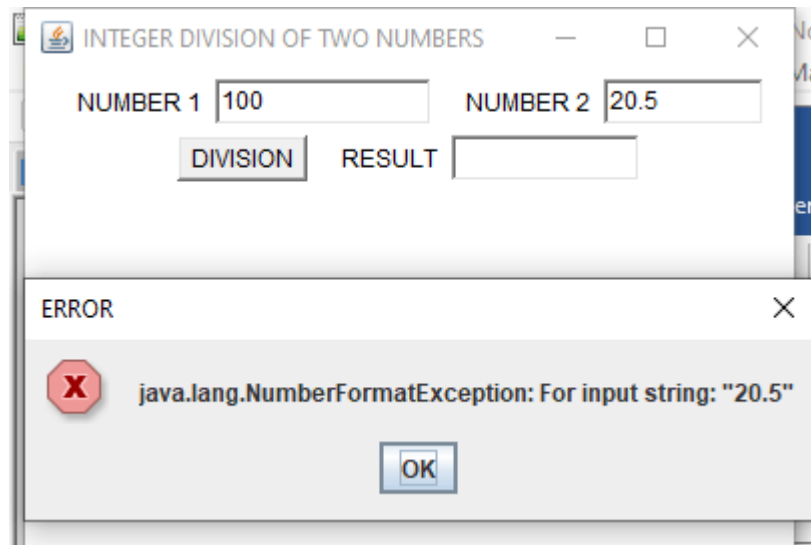 INTEGER DIVISION OF TWO NUMBERS
NUMBER 1 100 NUMBER 2 20.5
DIVISION RESULT
ERROR
java.lang.NumberFormatException: For input string: "20.5"
OK